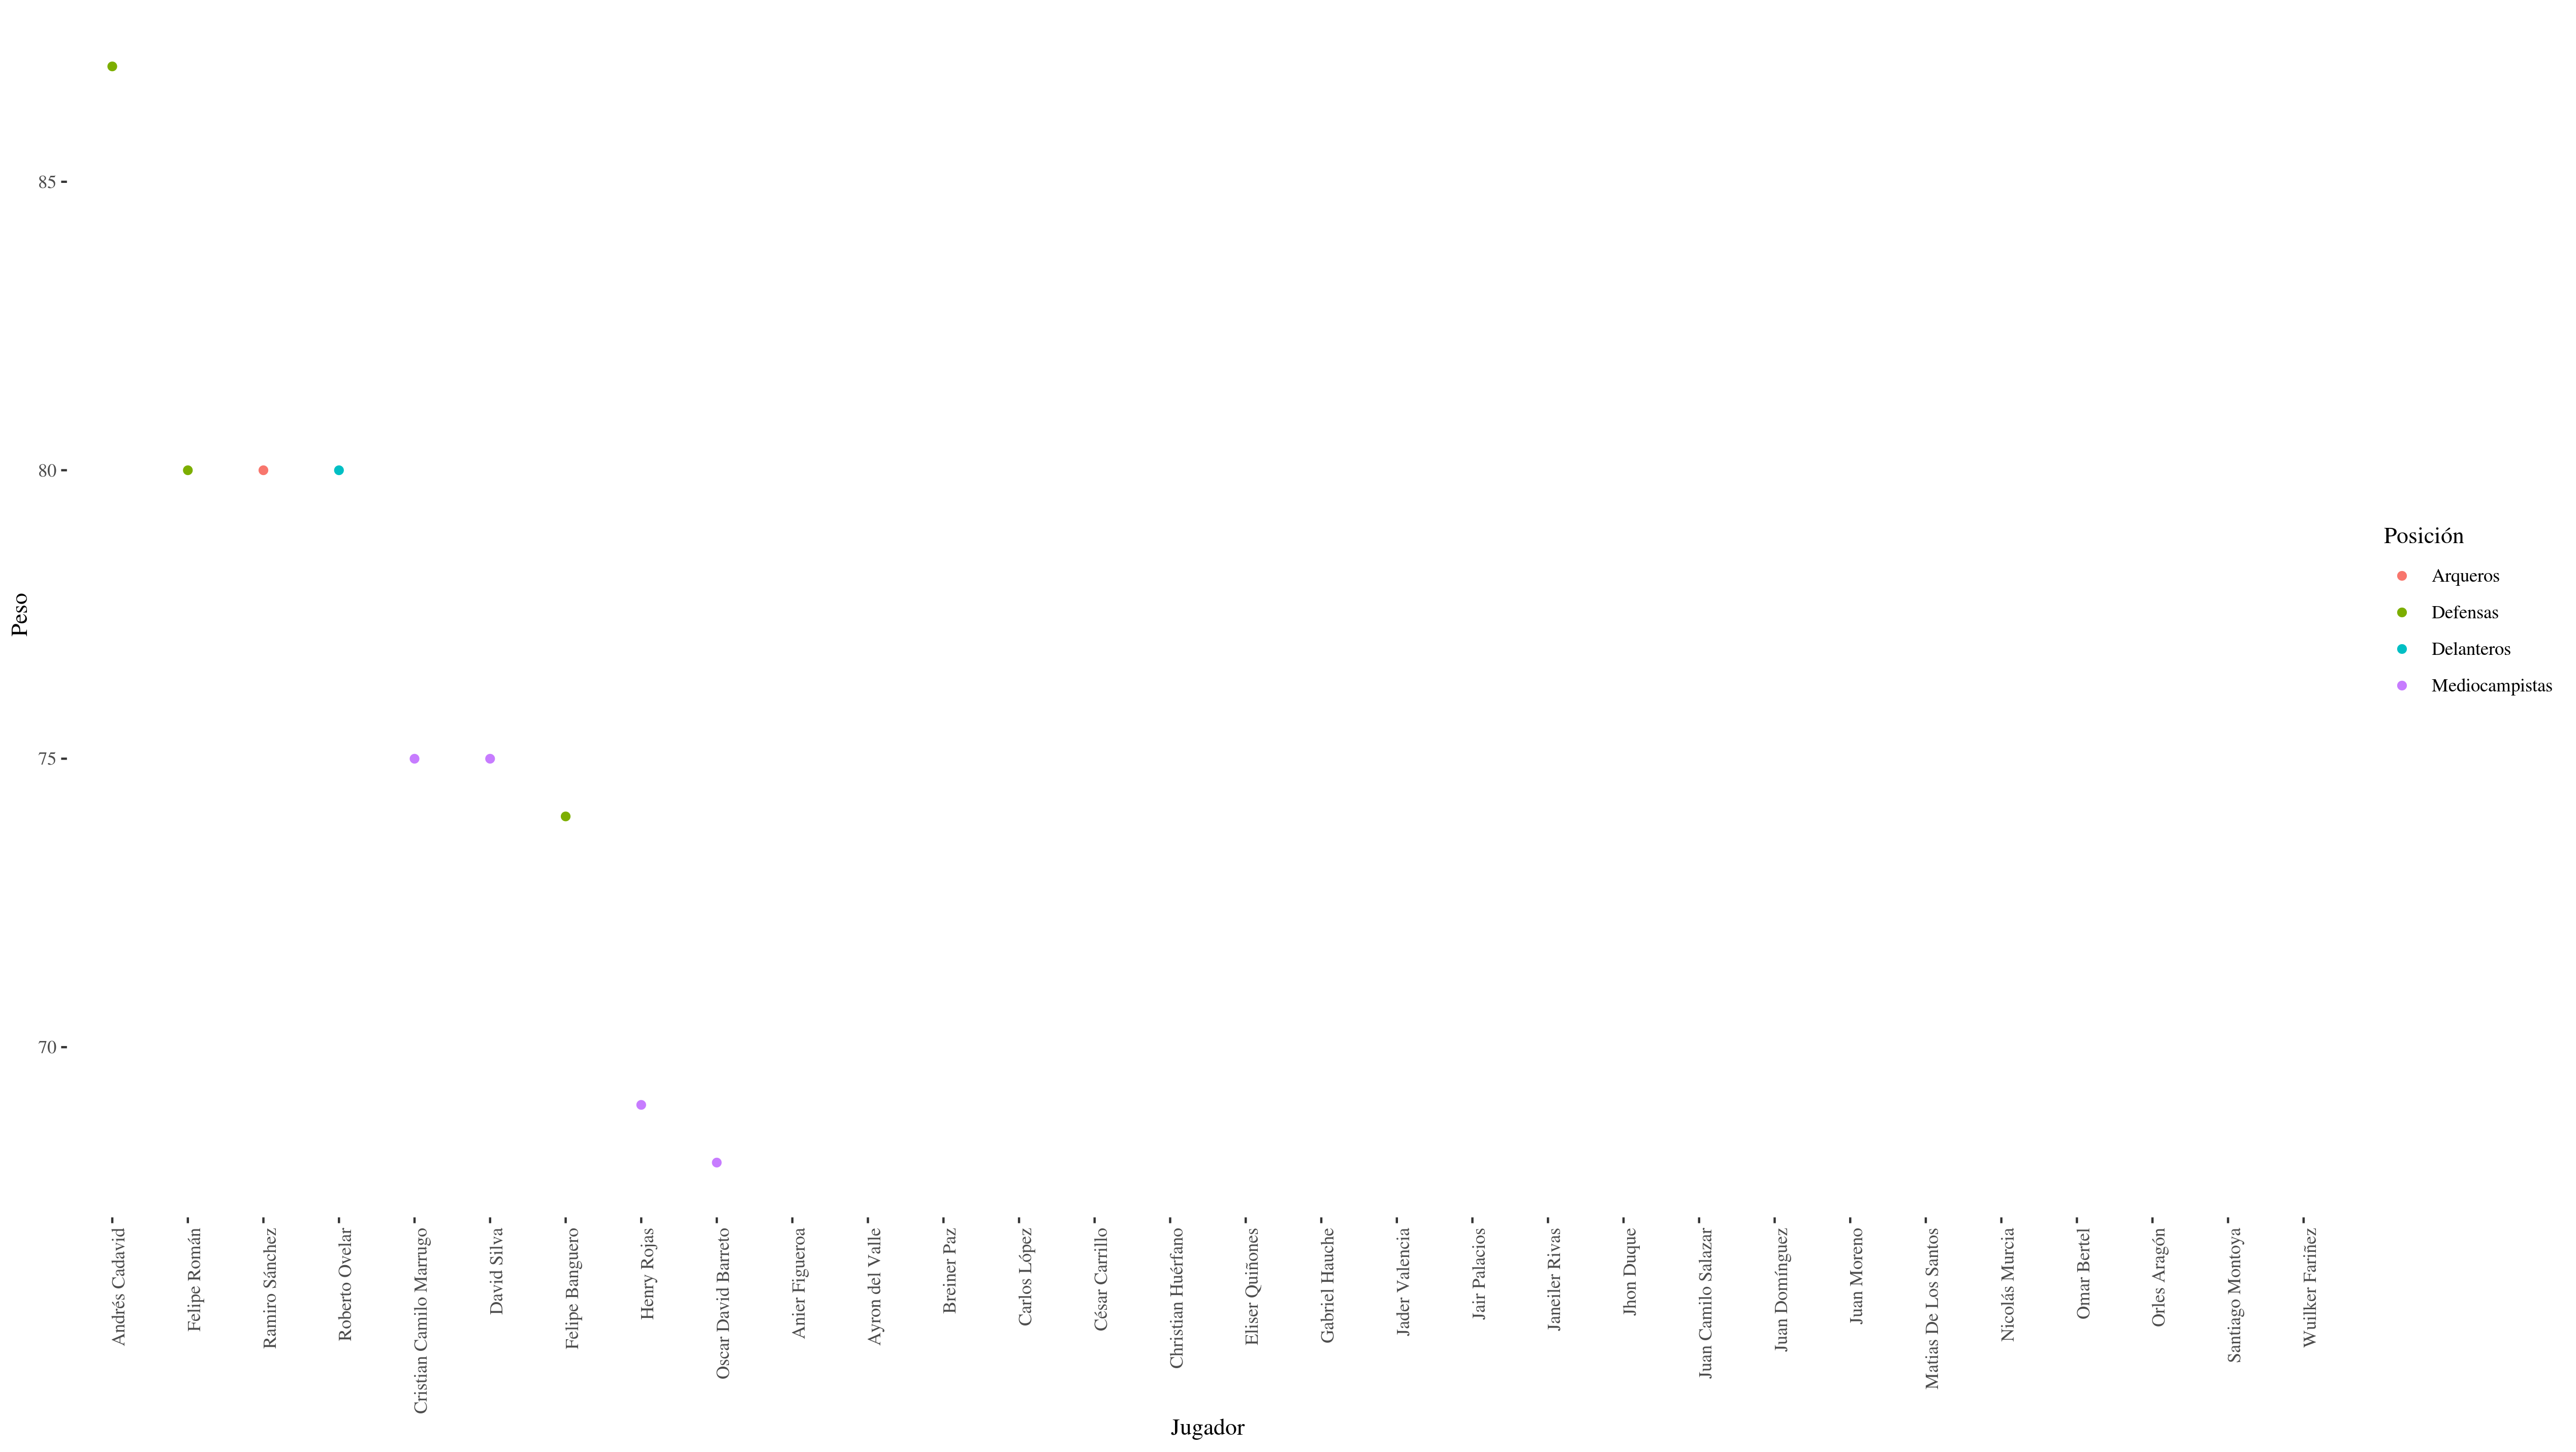 85
80
75
70
Peso
Andrés Cadavid
Felipe Román
Ramiro Sánchez
Roberto Ovelar
Cristian Camilo Marrugo
David Silva
Felipe Banguero
Henry Rojas
Oscar David Barreto
Anier Figueroa
Ayron del Valle
Breiner Paz
Carlos López
César Carrillo
Christian Huérfano
Eliser Quiñones
Gabriel Hauche
Jader Valencia
Jair Palacios
Janeiler Rivas
Jhon Duque
Juan Camilo Salazar
Juan Domínguez
Juan Moreno
Matias De Los Santos
Nicolás Murcia
Omar Bertel
Orles Aragón
Santiago Montoya
Wuilker Fariñez
Jugador
Posición
Arqueros
Defensas
Delanteros
Mediocampistas